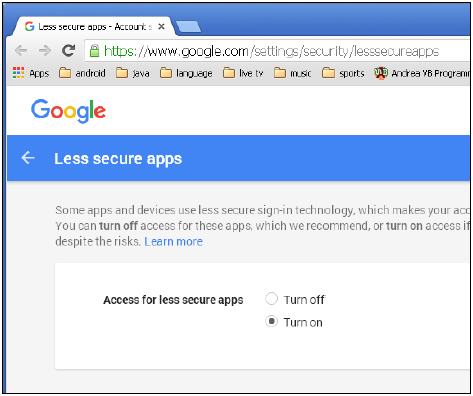 Less secure apps - Account s
https://www.google.com/settings/security/lesssecureapps
Apps android java language live tv music sports Andrea VB Programm
Google
Less secure apps
Some apps and devices use less secure sign-in technology, which makes your acc
You can turn off access for these apps, which we recommend, or turn on access if
despite the risks. Learn more
Access for less secure apps
Turn off
Turn on